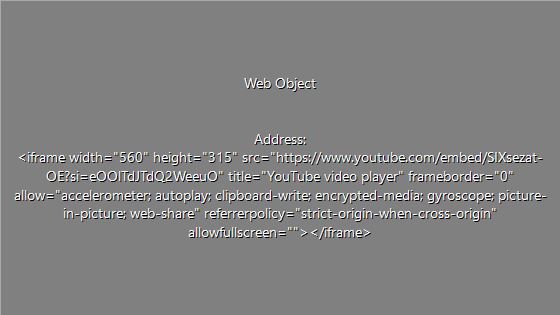 Web Object
Address:
<iframe width="560" height="315" src="https://www.youtube.com/embed/SlXsezat-
OE?si=eOOlTdJTdQ2WeeuO" title="YouTube video player" frameborder="0"
allow="accelerometer; autoplay; clipboard-write; encrypted-media; gyroscope; picture-
in-picture; web-share" referrerpolicy="strict-origin-when-cross-origin"
allowfullscreen=""></iframe>